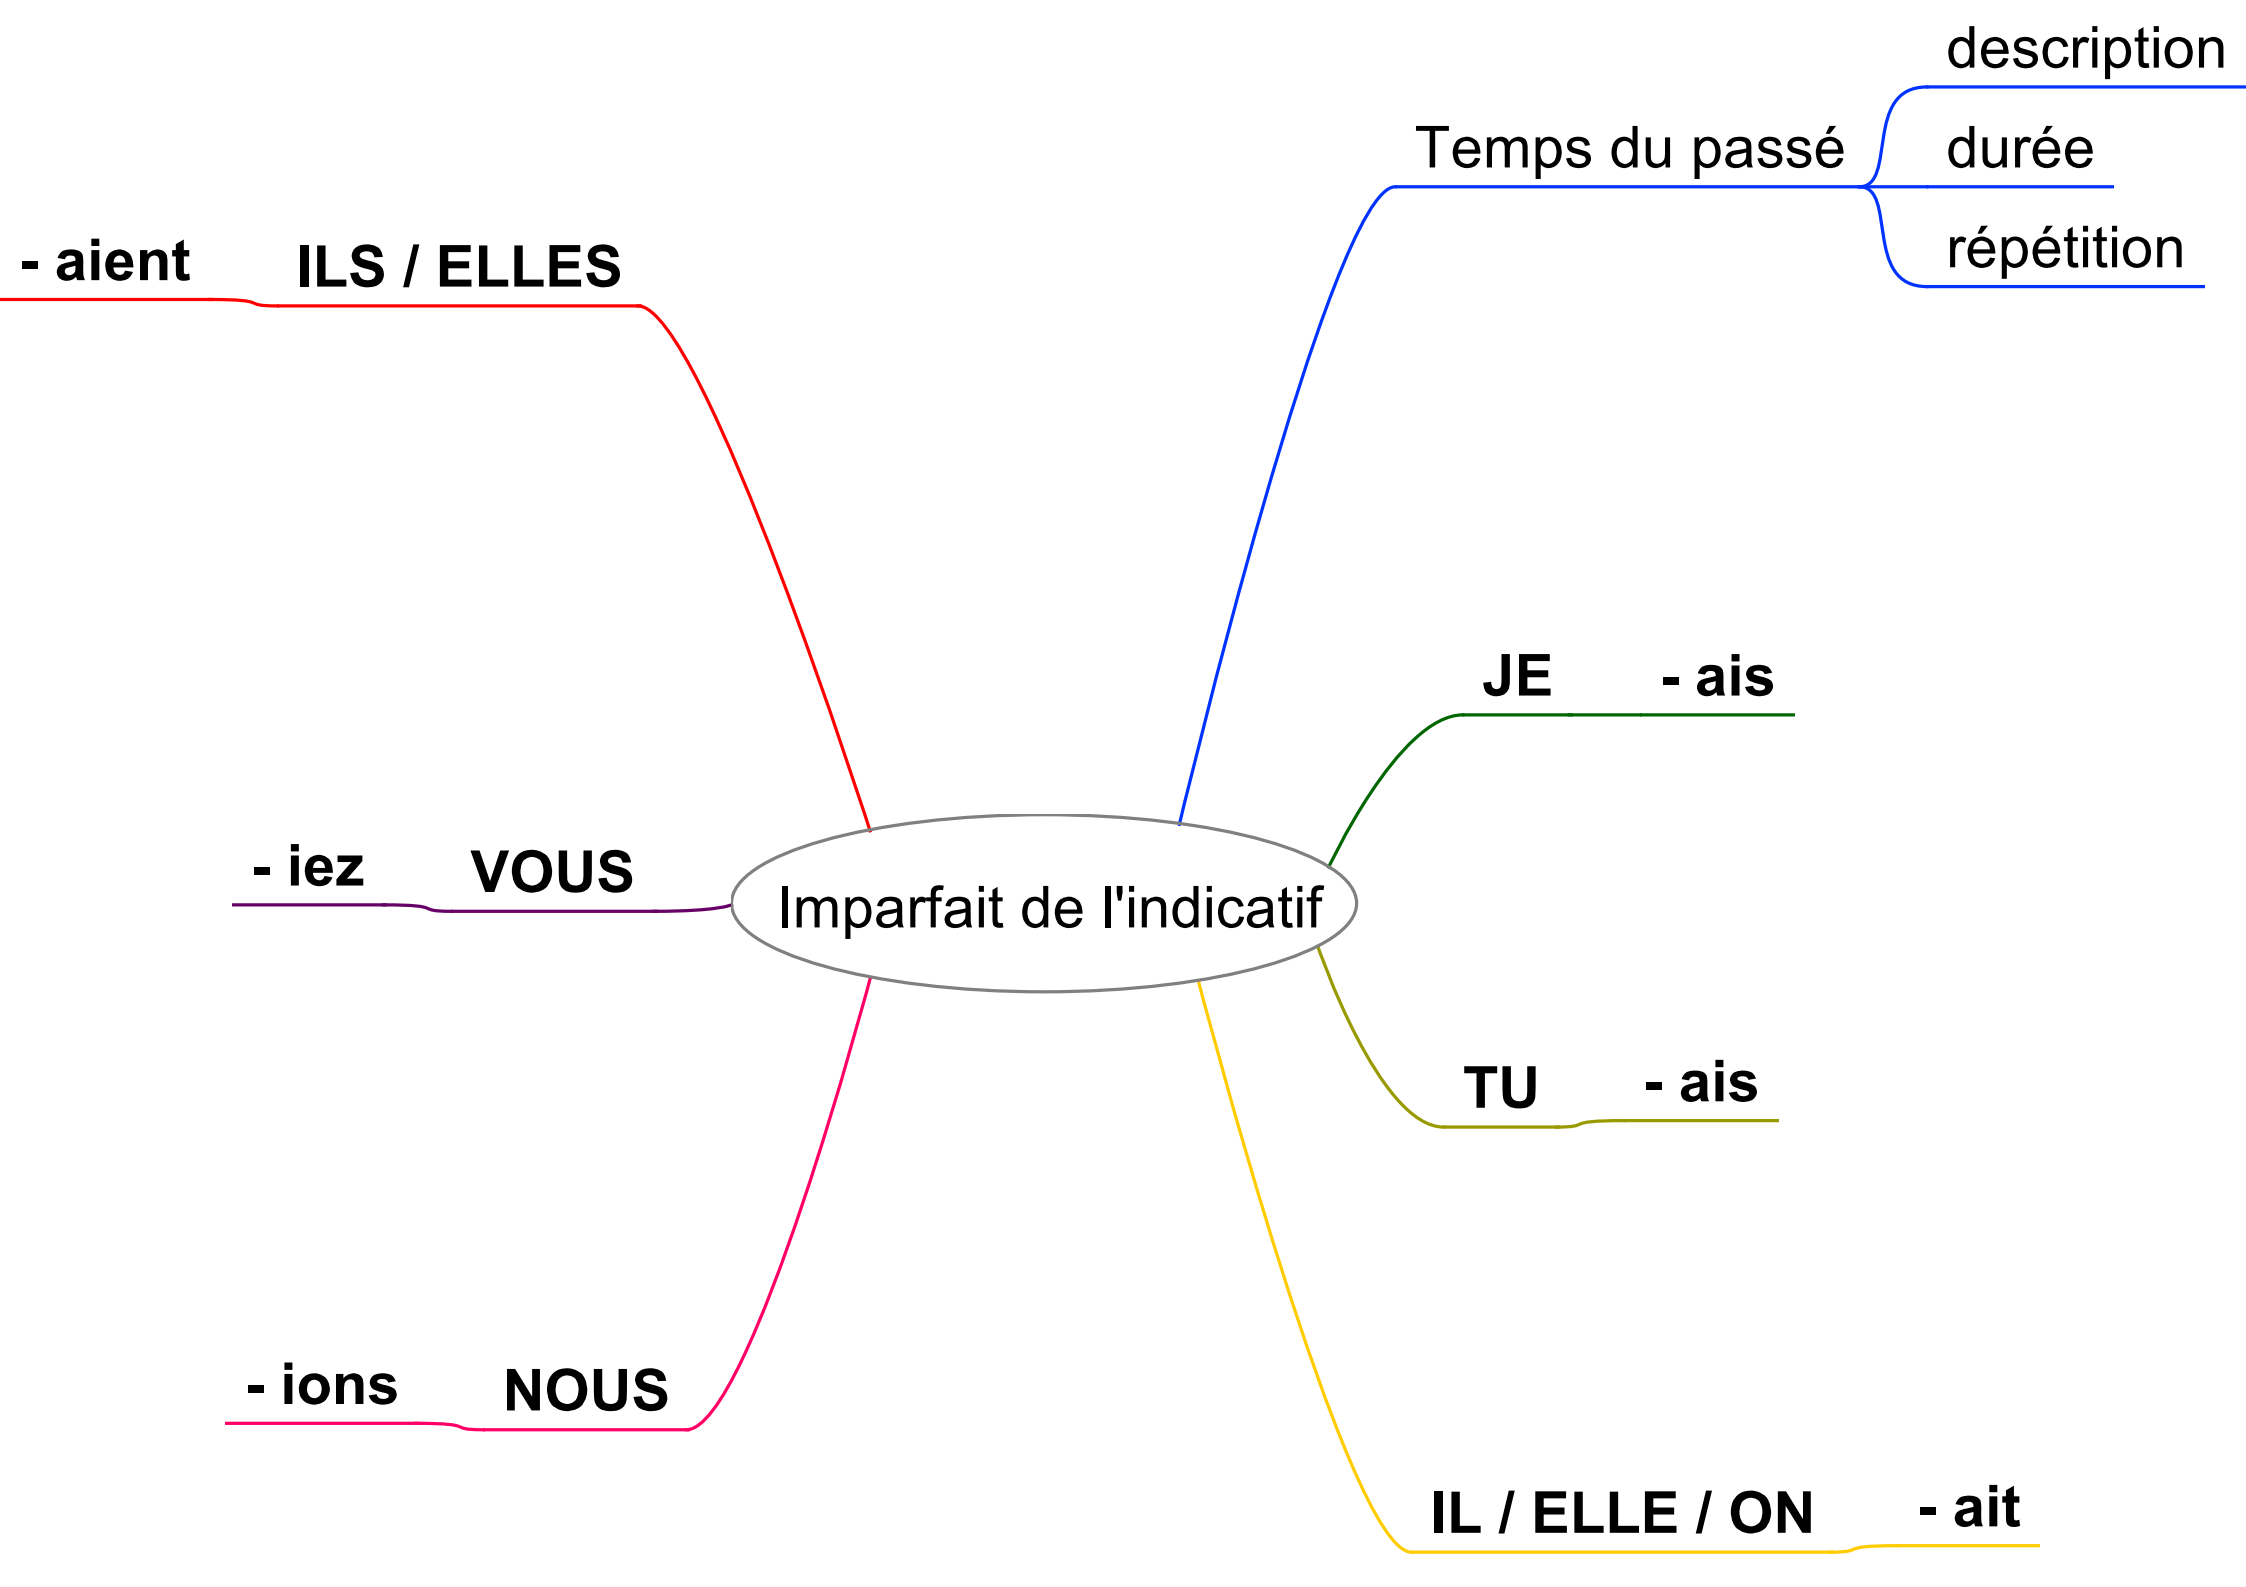 Imparfait de l'indicatif
Temps du passé
description
durée
répétition
JE
- ais
TU
- ais
IL / ELLE / ON
- ait
NOUS
- ions
VOUS
- iez
ILS / ELLES
- aient